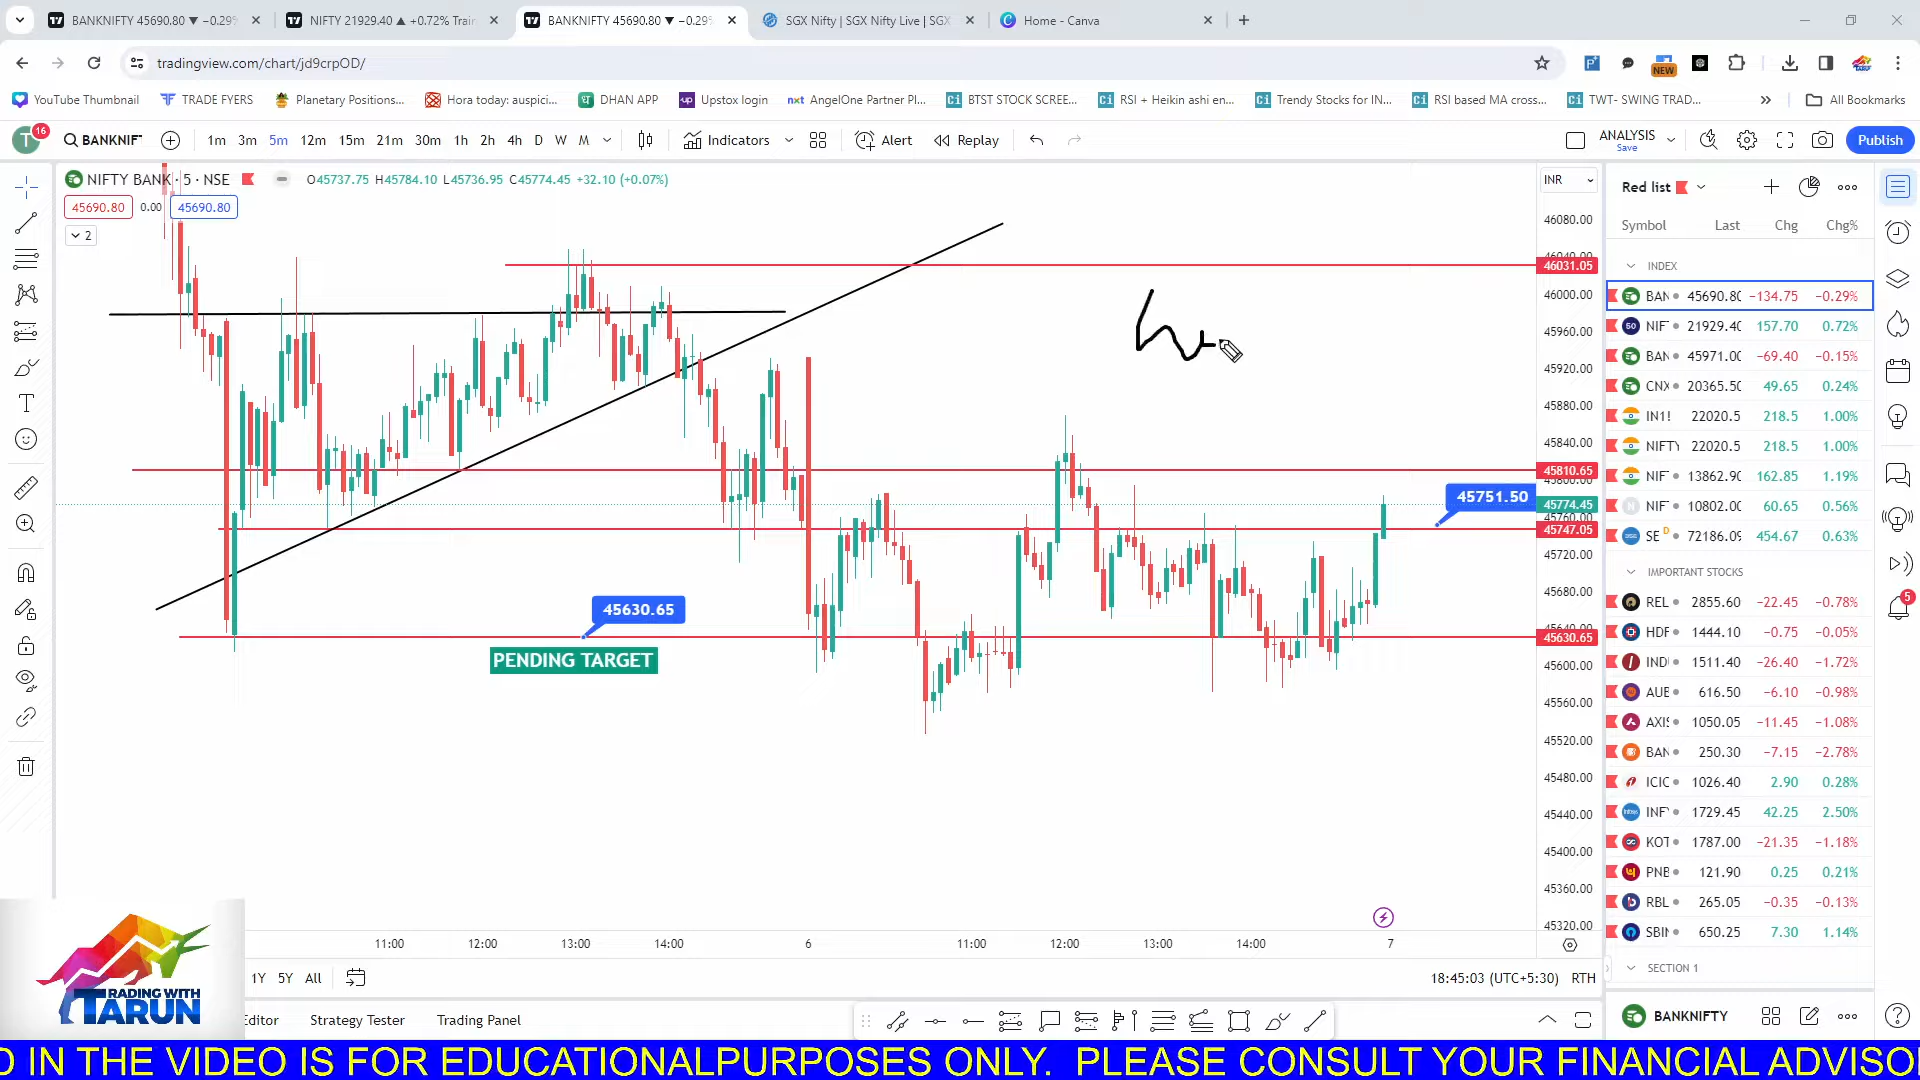 BANKNIFTY 45690.80 ▼ −0.29%
NIFTY 21929.40 ▲ +0.72%
BANKNIFTY 45690.80 ▼ −0.29%
SGX Nifty | SGX Nifty Live | SGX
Home - Canva
tradingview.com/chart/jd9crpOD/
NEW
YouTube Thumbnail
TRADE FYERS
Planetary Positions...
Hora today: auspici...
DHAN APP
Upstox login
AngelOne Partner Pl...
BTST STOCK SCREE...
RSI + Heikin ashi en...
Trendy Stocks for IN...
RSI based MA cross...
TWT- SWING TRAD...
All Bookmarks
T 16
BANKNIF
1m 3m 5m 12m 15m 21m 30m 1h 2h 4h D W M
Indicators
Alert
Replay
ANALYSIS
Save
Publish
NIFTY BANK · 5 · NSE
O45737.75 H45784.10 L45736.95 C45774.45 +32.10 (+0.07%)
45690.80 0.00 45690.80
2
INR
46080.00
46040.00
46031.05
46000.00
45960.00
45920.00
45880.00
45840.00
45810.65
45800.00
45774.45
45760.00
45747.05
45720.00
45680.00
45640.00
45630.65
45600.00
45560.00
45520.00
45480.00
45440.00
45400.00
45360.00
45320.00
45751.50
45630.65
PENDING TARGET
11:00 12:00 13:00 14:00 6 11:00 12:00 13:00 14:00 7
1Y 5Y All
18:45:03 (UTC+5:30) RTH
Editor
Strategy Tester
Trading Panel
Red list
Symbol Last Chg Chg%
INDEX
BAN 45690.80 −134.75 −0.29%
NIF 21929.40 157.70 0.72%
BAN 45971.00 −69.40 −0.15%
CNX 20365.50 49.65 0.24%
IN1! 22020.5 218.5 1.00%
NIFTY 22020.5 218.5 1.00%
NIF 13862.90 162.85 1.19%
NIF 10802.00 60.65 0.56%
SE D 72186.09 454.67 0.63%
IMPORTANT STOCKS
REL 2855.60 −22.45 −0.78%
HDF 1444.10 −0.75 −0.05%
IND 1511.40 −26.40 −1.72%
AUB 616.50 −6.10 −0.98%
AXIS 1050.05 −11.45 −1.08%
BAN 250.30 −7.15 −2.78%
ICIC 1026.40 2.90 0.28%
INFY 1729.45 42.25 2.50%
KOT 1787.00 −21.35 −1.18%
PNB 121.90 0.25 0.21%
RBL 265.05 −0.35 −0.13%
SBIN 650.25 7.30 1.14%
SECTION 1
BANKNIFTY
5
TRADING WITH
TARUN
D IN THE VIDEO IS FOR EDUCATIONALPURPOSES ONLY. PLEASE CONSULT YOUR FINANCIAL ADVISO